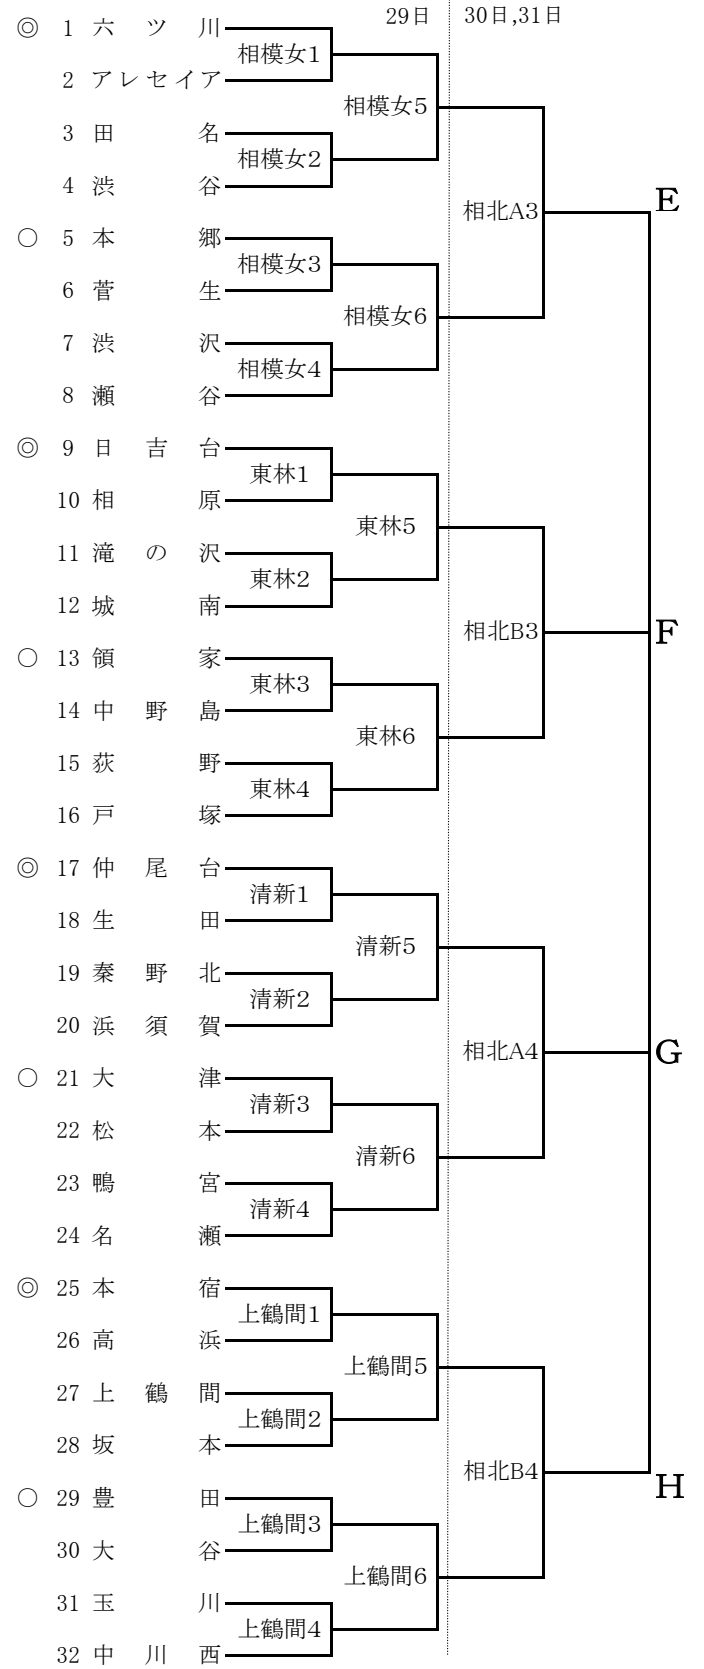 29日 30日,31日
◎ 1 六ツ川
相模女1
2 アレセイア
相模女5
3 田名
相模女2
4 渋谷
相北A3 E
○ 5 本郷
相模女3
6 菅生
相模女6
7 渋沢
相模女4
8 瀬谷
◎ 9 日吉台
東林1
10 相原
東林5
11 滝の沢
東林2
12 城南
相北B3 F
○ 13 領家
東林3
14 中野島
東林6
15 荻野
東林4
16 戸塚
◎ 17 仲尾台
清新1
18 生田
清新5
19 秦野北
清新2
20 浜須賀
相北A4 G
○ 21 大津
清新3
22 松本
清新6
23 鴨宮
清新4
24 名瀬
◎ 25 本宿
上鶴間1
26 高浜
上鶴間5
27 上鶴間
上鶴間2
28 坂本
相北B4 H
○ 29 豊田
上鶴間3
30 大谷
上鶴間6
31 玉川
上鶴間4
32 中川西